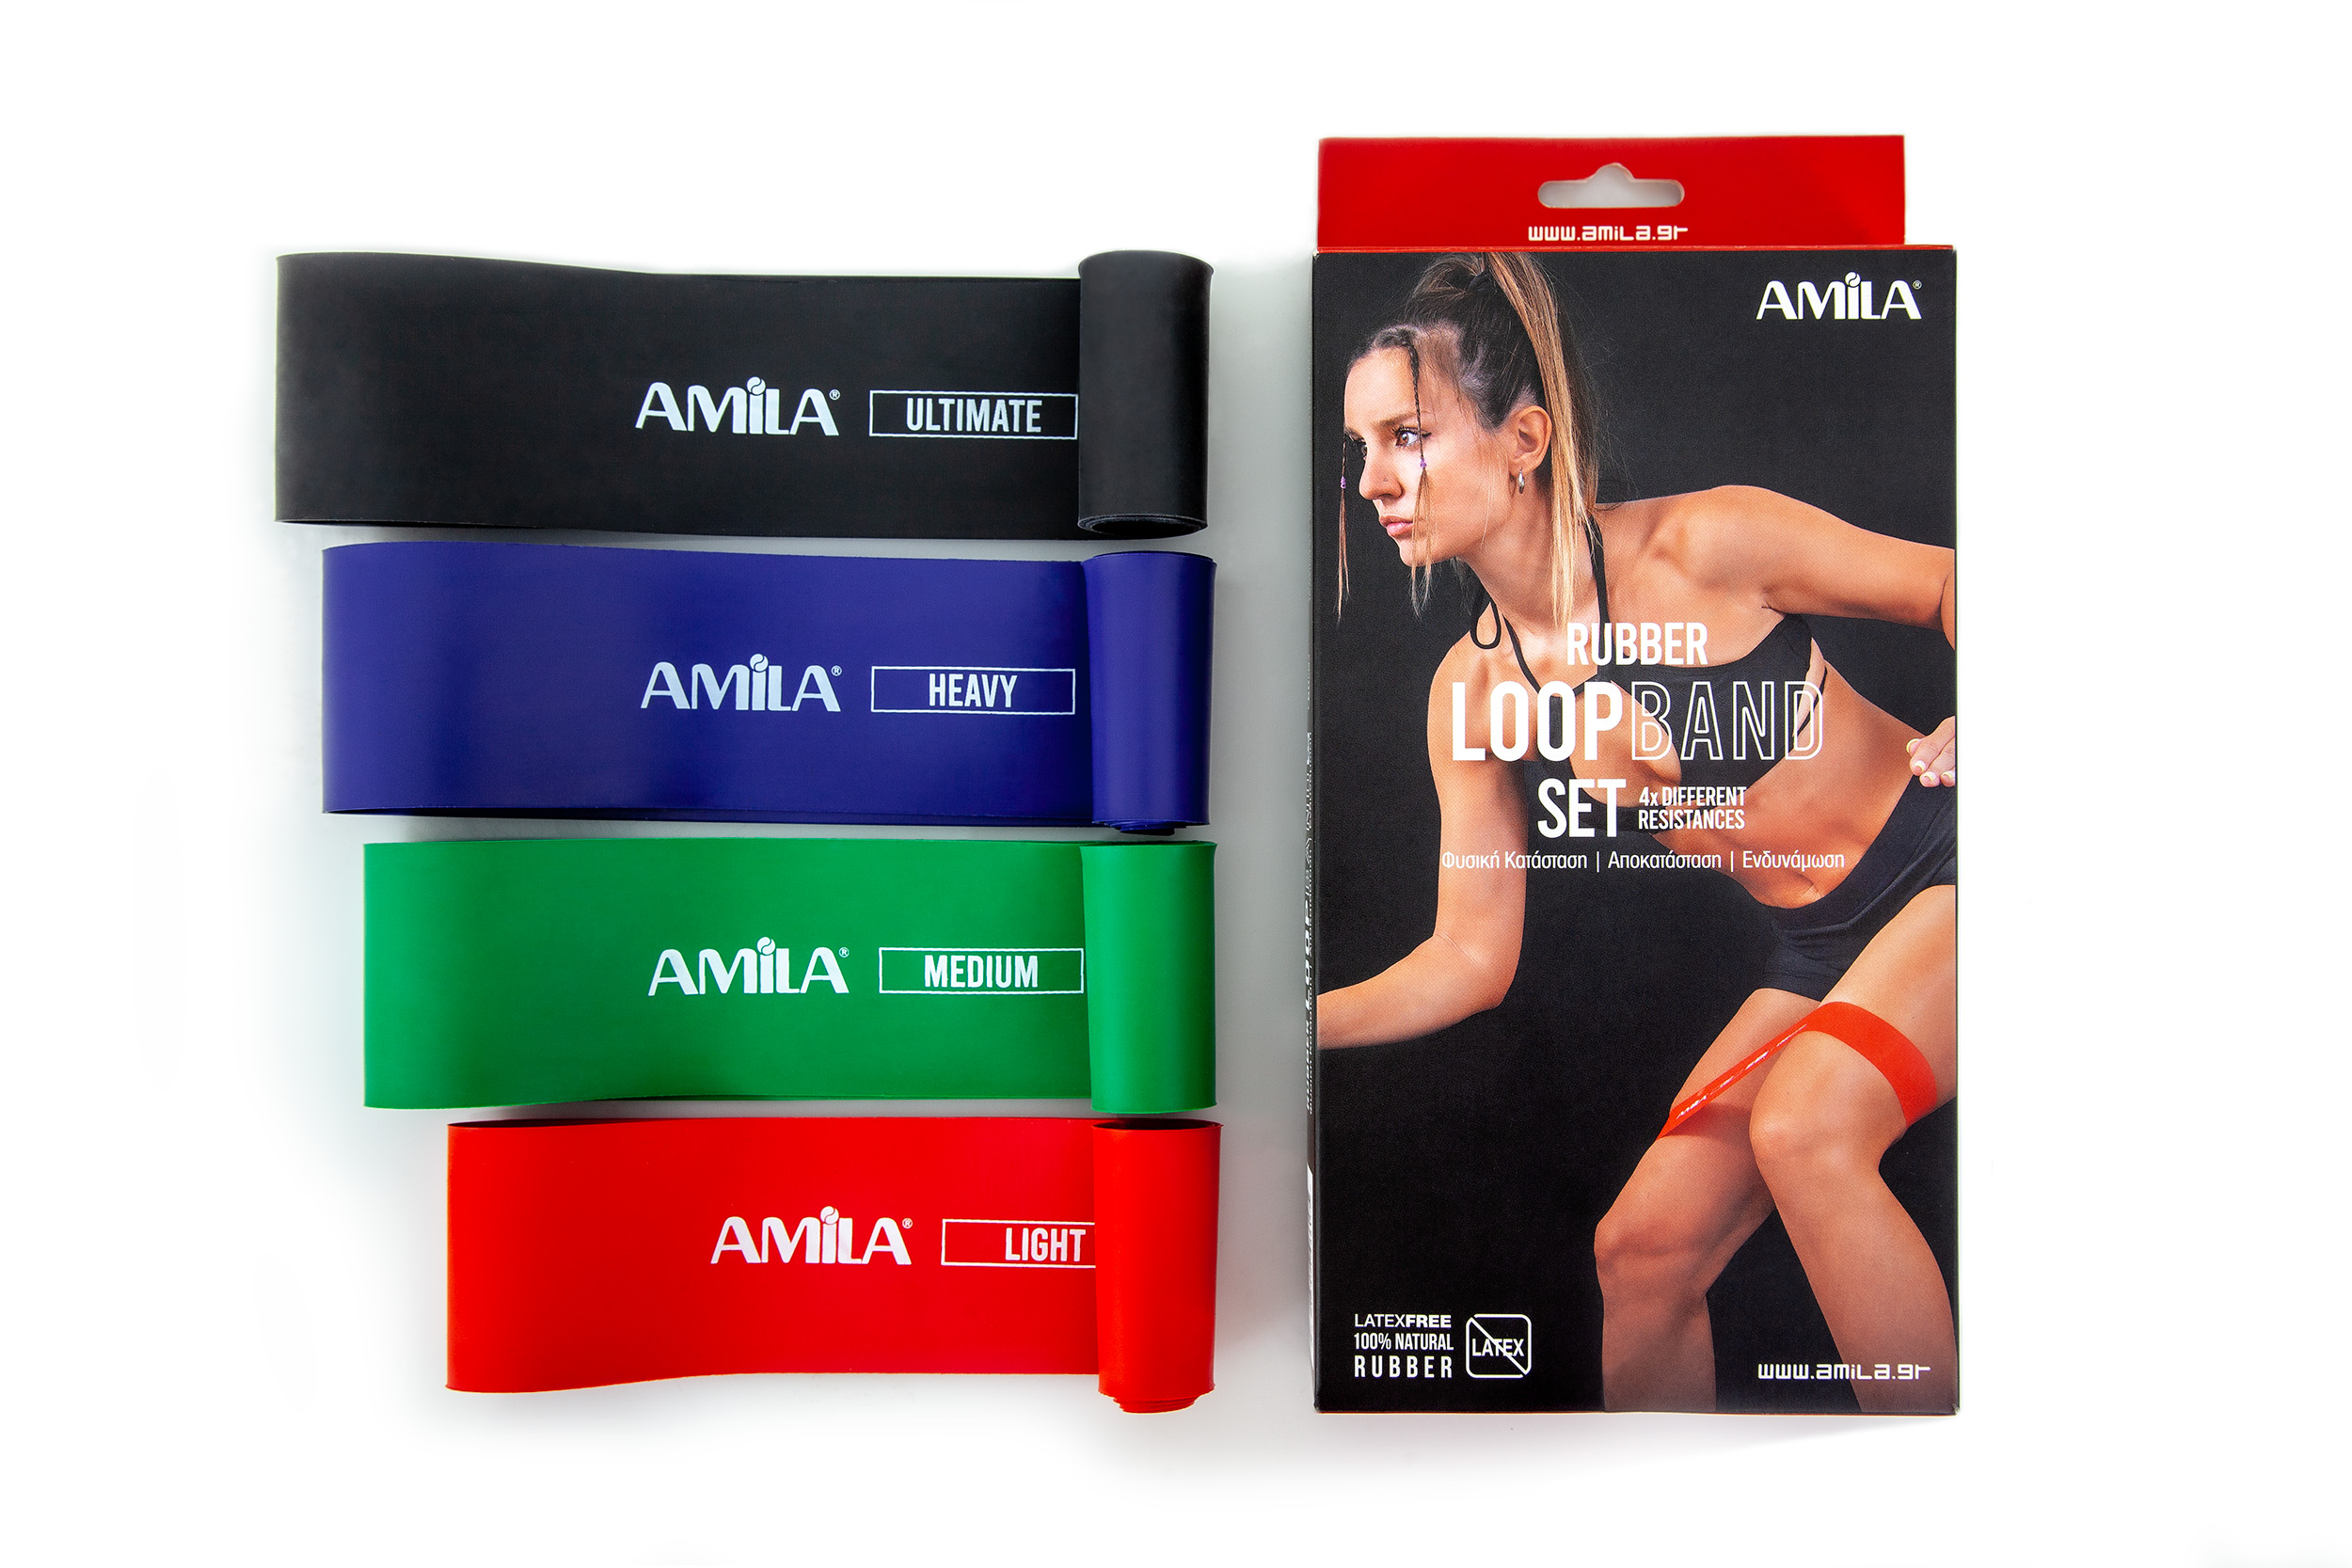 AMiLA®
ULTIMATE
AMiLA®
HEAVY
AMiLA®
MEDIUM
AMiLA®
LIGHT
www.amila.gr
AMiLA®
RUBBER
LOOPBAND
SET
4x DIFFERENT
RESISTANCES
Φυσική Κατάσταση | Αποκατάσταση | Ενδυνάμωση
AMiLA
LATEXFREE
100% NATURAL
RUBBER
LATEX
www.amila.gr